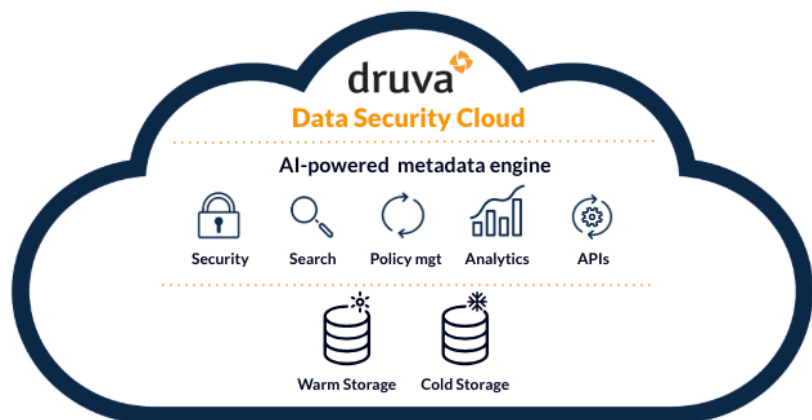 druva
Data Security Cloud
AI-powered metadata engine
Security Search Policy mgt Analytics APIs
Warm Storage Cold Storage